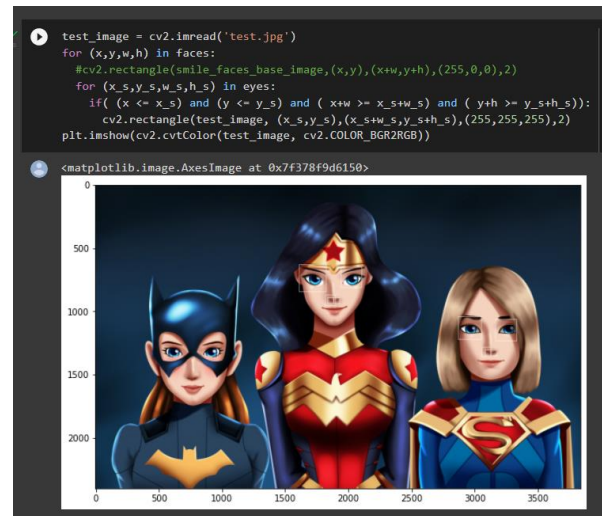 test_image = cv2.imread('test.jpg')
for (x,y,w,h) in faces:
  #cv2.rectangle(smile_faces_base_image,(x,y),(x+w,y+h),(255,0,0),2)
  for (x_s,y_s,w_s,h_s) in eyes:
    if( (x <= x_s) and (y <= y_s) and ( x+w >= x_s+w_s) and ( y+h >= y_s+h_s)):
      cv2.rectangle(test_image, (x_s,y_s),(x_s+w_s,y_s+h_s),(255,255,255),2)
plt.imshow(cv2.cvtColor(test_image, cv2.COLOR_BGR2RGB))
<matplotlib.image.AxesImage at 0x7f378f9d6150>
0
500
1000
1500
2000
S
0 500 1000 1500 2000 2500 3000 3500